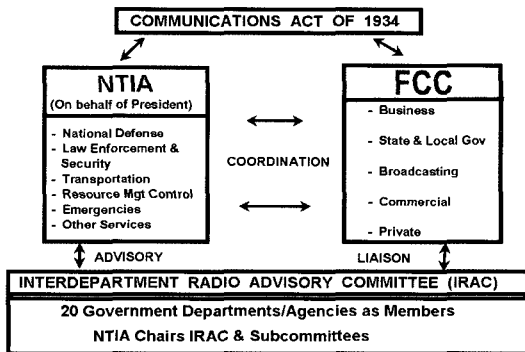 COMMUNICATIONS ACT OF 1934
NTIA
(On behalf of President)
- National Defense
- Law Enforcement &
Security
- Transportation
- Resource Mgt Control
- Emergencies
- Other Services
COORDINATION
FCC
- Business
- State & Local Gov
- Broadcasting
- Commercial
- Private
ADVISORY
LIAISON
INTERDEPARTMENT RADIO ADVISORY COMMITTEE (IRAC)
20 Government Departments/Agencies as Members
NTIA Chairs IRAC & Subcommittees